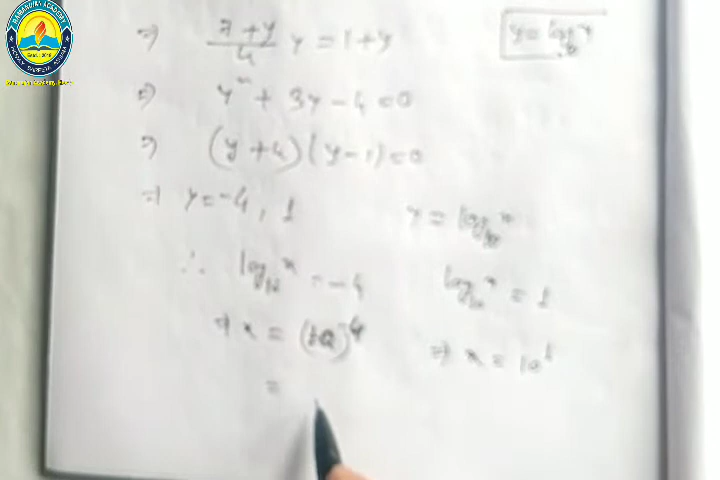 ⇒ (7+y)/4 y = 1+y
y = log₁₀x
⇒ y² + 3y - 4 = 0
⇒ (y+4)(y-1) = 0
⇒ y = -4, 1
y = log₁₀x
∴ log₁₀x = -4
log₁₀x = 1
⇒ x = (10)⁻⁴
⇒ x = 10¹
=